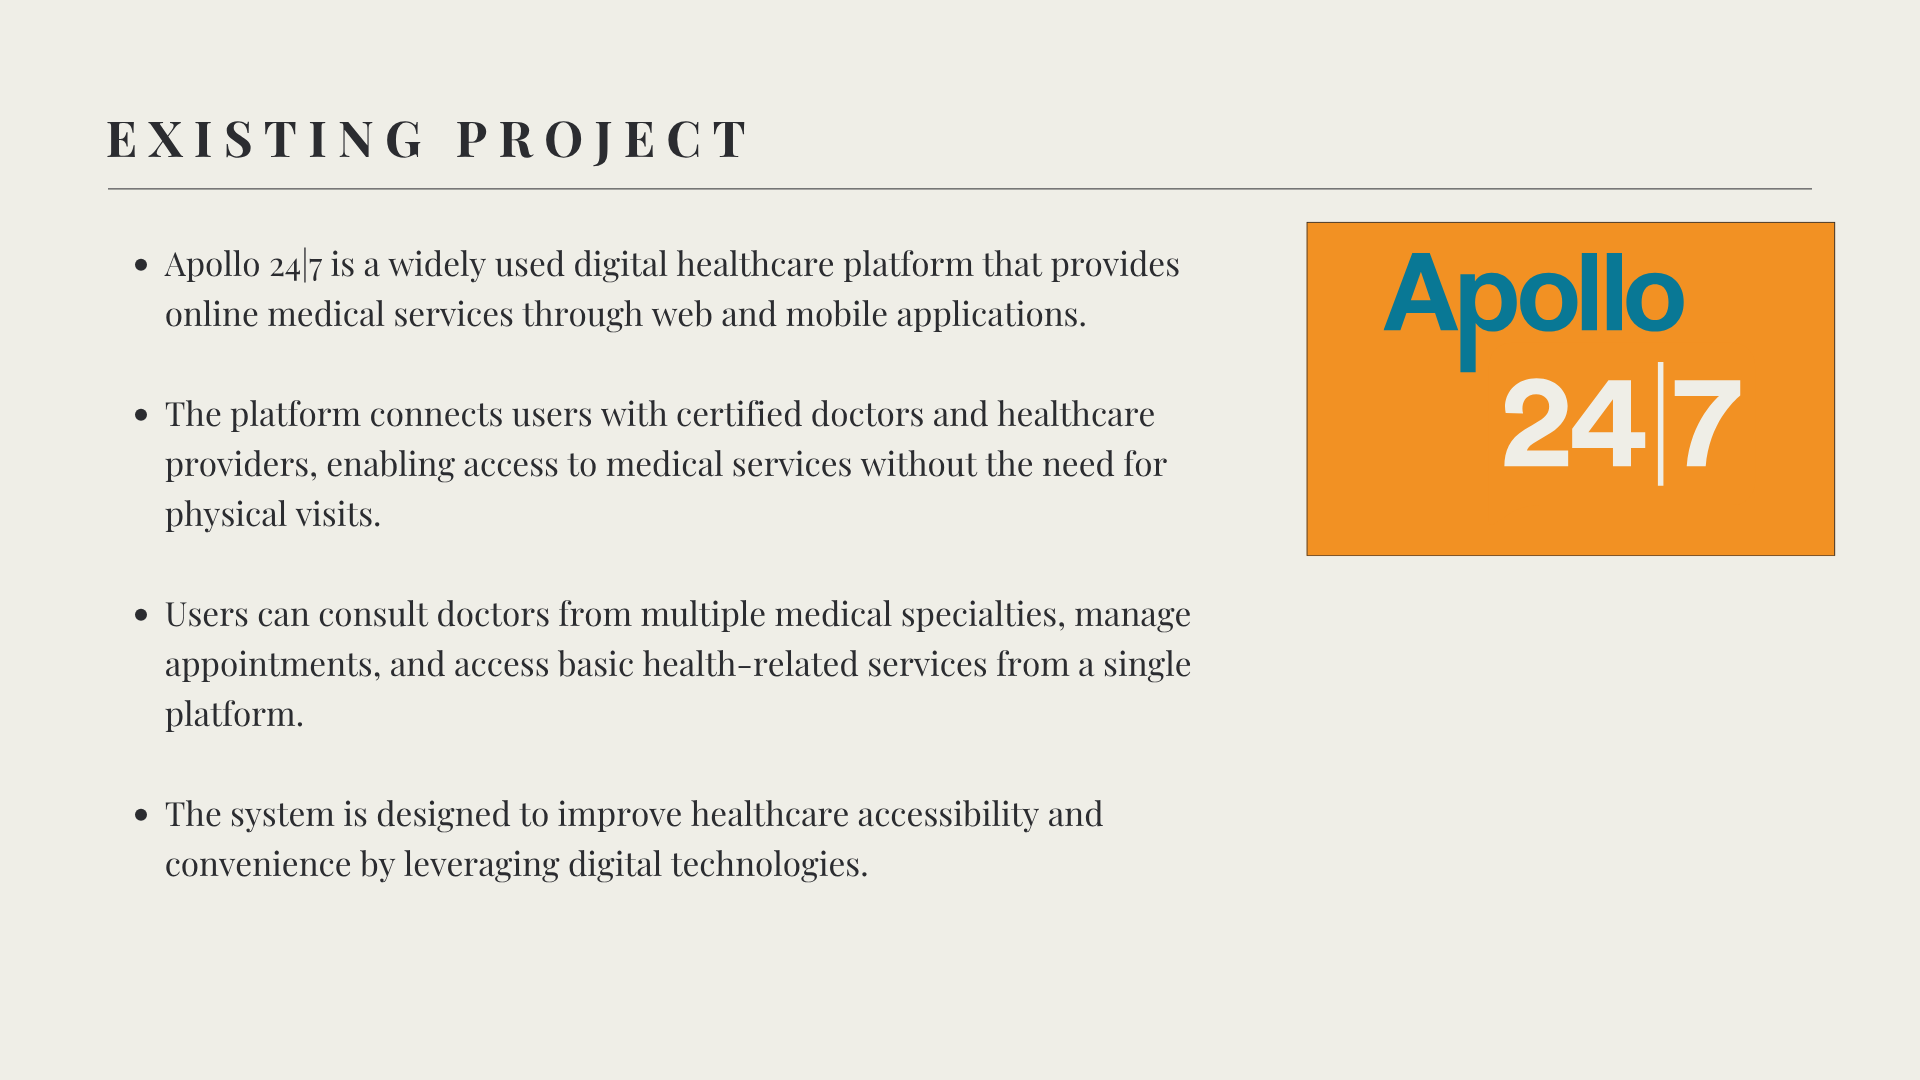 EXISTING PROJECT
• Apollo 24|7 is a widely used digital healthcare platform that provides
online medical services through web and mobile applications.
• The platform connects users with certified doctors and healthcare
providers, enabling access to medical services without the need for
physical visits.
• Users can consult doctors from multiple medical specialties, manage
appointments, and access basic health-related services from a single
platform.
• The system is designed to improve healthcare accessibility and
convenience by leveraging digital technologies.
Apollo
24|7